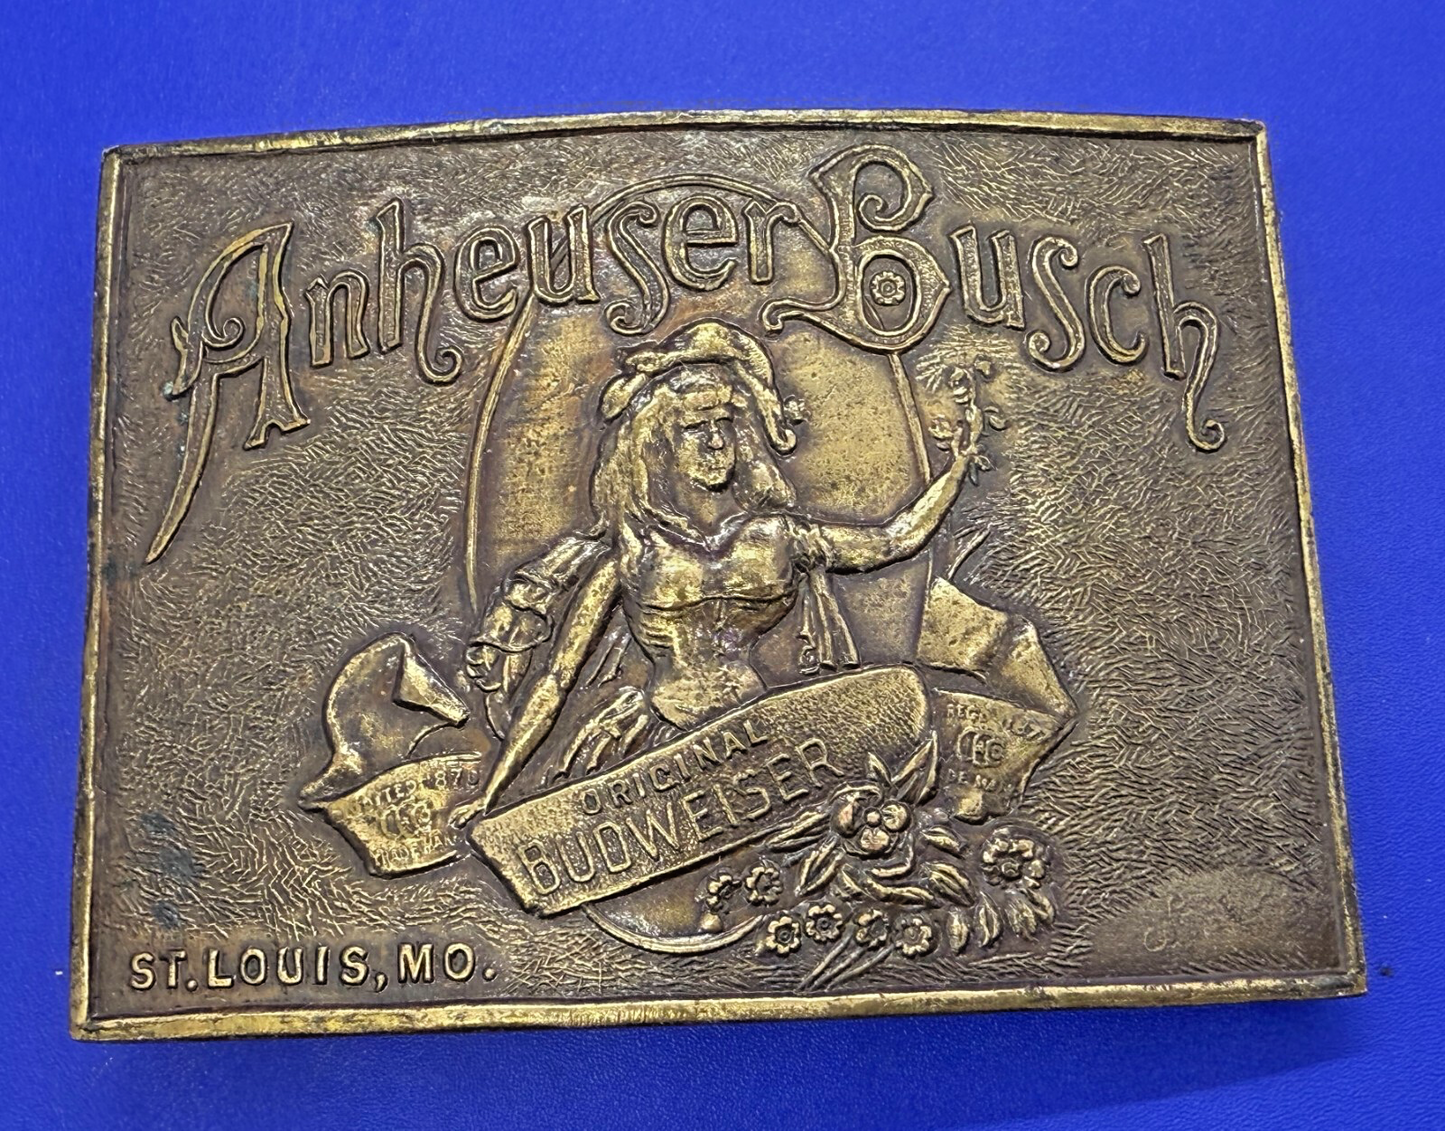 Anheuser Busch
ORIGINAL
BUDWEISER
ST. LOUIS, MO.